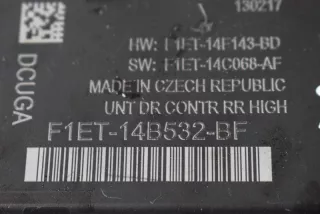 130217
HW: F1ET-14F143-BD
SW: F1ET-14C068-AF
MADE IN CZECH REPUBLIC
UNT DR CONTR RR HIGH
F1ET-14B532-BF
DCUGA